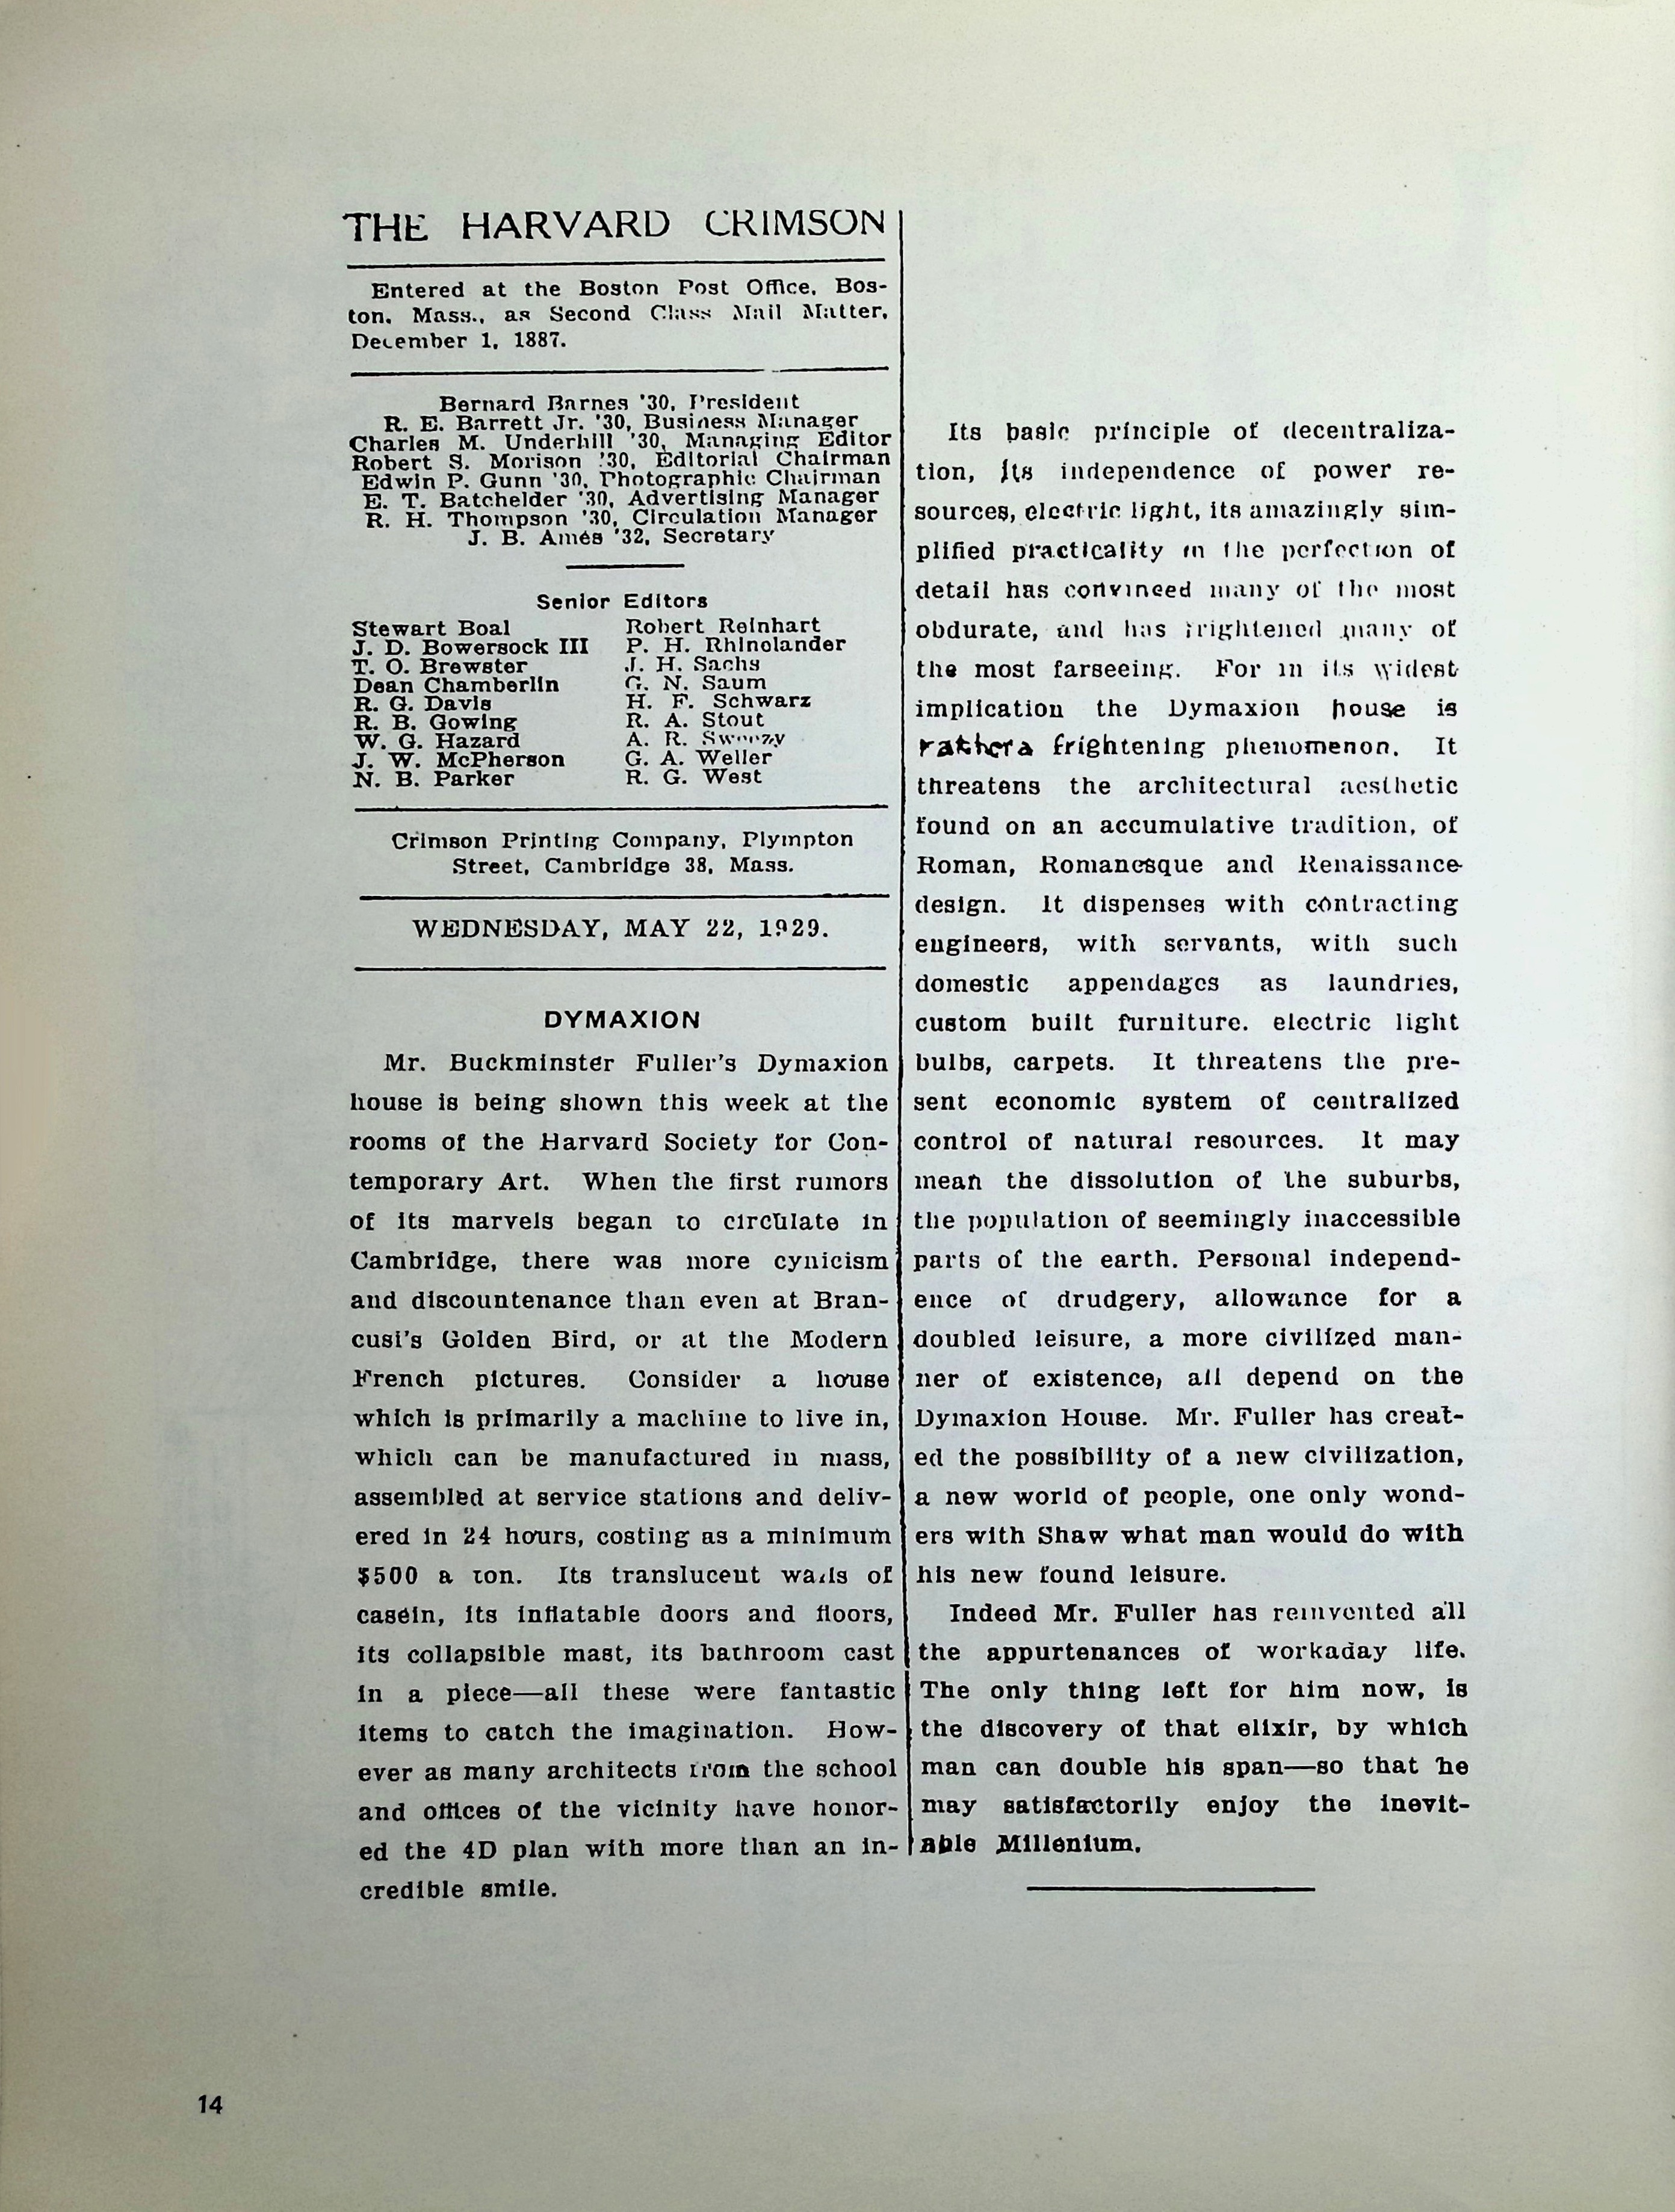 THE HARVARD CRIMSON
Entered at the Boston Post Office, Bos-
ton, Mass., as Second Class Mail Matter,
December 1, 1887.
Bernard Barnes '30, President
R. E. Barrett Jr. '30, Business Manager
Charles M. Underhill '30, Managing Editor
Robert S. Morison '30, Editorial Chairman
Edwin P. Gunn '30, Photographic Chairman
E. T. Batchelder '30, Advertising Manager
R. H. Thompson '30, Circulation Manager
J. B. Ames '32, Secretary
Senior Editors
Stewart Boal Robert Reinhart
J. D. Bowersock III P. H. Rhinelander
T. O. Brewster J. H. Sachs
Dean Chamberlin G. N. Saum
R. G. Davis H. F. Schwarz
R. B. Gowing R. A. Stout
W. G. Hazard A. R. Sweezy
J. W. McPherson G. A. Weller
N. B. Parker R. G. West
Crimson Printing Company, Plympton
Street, Cambridge 38, Mass.
WEDNESDAY, MAY 22, 1929.
DYMAXION
Mr. Buckminster Fuller's Dymaxion
house is being shown this week at the
rooms of the Harvard Society for Con-
temporary Art. When the first rumors
of its marvels began to circulate in
Cambridge, there was more cynicism
and discountenance than even at Bran-
cusi's Golden Bird, or at the Modern
French pictures. Consider a house
which is primarily a machine to live in,
which can be manufactured in mass,
assembled at service stations and deliv-
ered in 24 hours, costing as a minimum
$500 a ton. Its translucent walls of
casein, its inflatable doors and floors,
its collapsible mast, its bathroom cast
in a piece—all these were fantastic
items to catch the imagination. How-
ever as many architects from the school
and offices of the vicinity have honor-
ed the 4D plan with more than an in-
credible smile.
Its basic principle of decentraliza-
tion, its independence of power re-
sources, electric light, its amazingly sim-
plified practicality in the perfection of
detail has convinced many of the most
obdurate, and has frightened many of
the most farseeing. For in its widest
implication the Dymaxion house is
rather a frightening phenomenon. It
threatens the architectural aesthetic
found on an accumulative tradition, of
Roman, Romanesque and Renaissance
design. It dispenses with contracting
engineers, with servants, with such
domestic appendages as laundries,
custom built furniture, electric light
bulbs, carpets. It threatens the pre-
sent economic system of centralized
control of natural resources. It may
mean the dissolution of the suburbs,
the population of seemingly inaccessible
parts of the earth. Personal independ-
ence of drudgery, allowance for a
doubled leisure, a more civilized man-
ner of existence, all depend on the
Dymaxion House. Mr. Fuller has creat-
ed the possibility of a new civilization,
a new world of people, one only wond-
ers with Shaw what man would do with
his new found leisure.
Indeed Mr. Fuller has reinvented all
the appurtenances of workaday life.
The only thing left for him now, is
the discovery of that elixir, by which
man can double his span—so that he
may satisfactorily enjoy the inevit-
able Millenium.
14